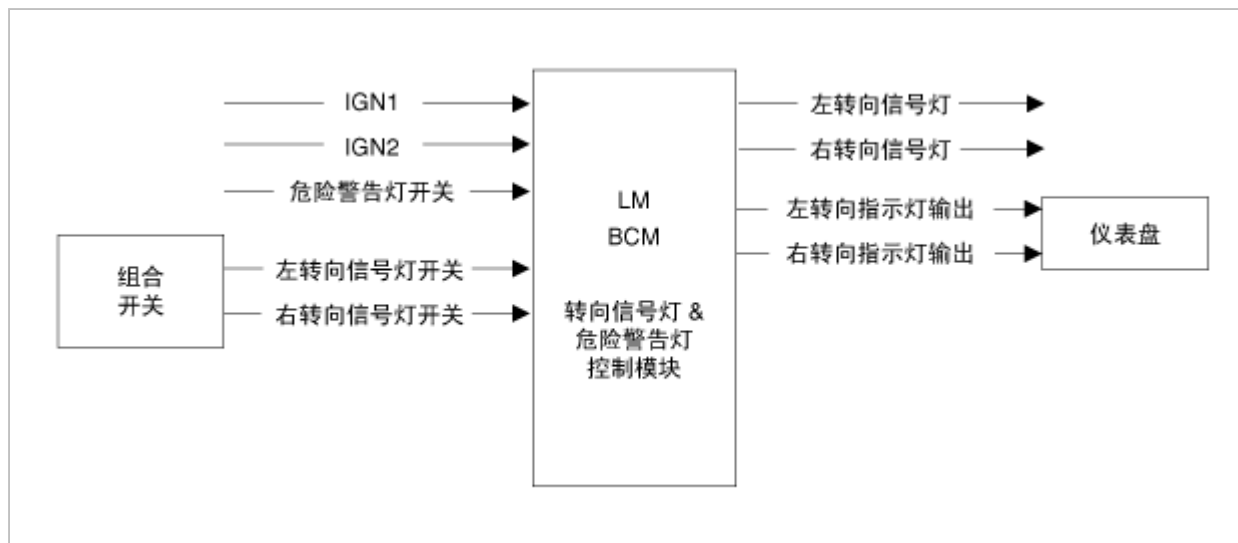 IGN1
IGN2
危险警告灯开关
组合
开关
左转向信号灯开关
右转向信号灯开关
LM
BCM
转向信号灯 &
危险警告灯
控制模块
左转向信号灯
右转向信号灯
左转向指示灯输出
右转向指示灯输出
仪表盘